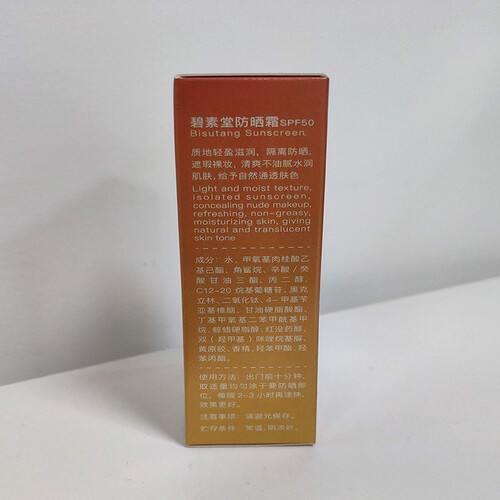 碧素堂防晒霜SPF50
Bisutang Sunscreen
质地轻盈滋润，隔离防晒，
遮瑕裸妆，清爽不油腻水润
肌肤，给予自然通透肤色
Light and moist texture,
isolated sunscreen,
concealing nude makeup,
refreshing, non-greasy,
moisturizing skin, giving
natural and translucent
skin tone
成分：水、甲氧基肉桂酸乙
基己酯、角鲨烷、辛酸/癸
酸甘油三酯、丙二醇、
C12-20 烷基葡糖苷、奥克
立林、二氧化钛、4-甲基苄
亚基樟脑、甘油硬脂酸酯、
丁基甲氧基二苯甲酰基甲
烷、鲸蜡硬脂醇、红没药醇、
双（羟甲基）咪唑烷基脲、
黄原胶、香精、羟苯甲酯、羟
苯丙酯。
使用方法：出门前十分钟，
取适量均匀涂于要防晒部
位，每隔2-3小时再涂抹，
效果更好。
注意事项：请避光保存。
贮存条件：常温、阴凉处。